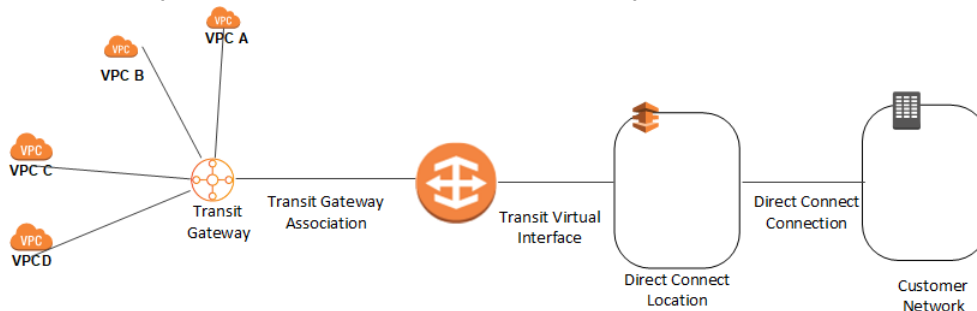 VPC
VPC A
VPC
VPC B
VPC
VPC C
VPC
VPCD
Transit
Gateway
Transit Gateway
Association
Transit Virtual
Interface
Direct Connect
Location
Direct Connect
Connection
Customer
Network